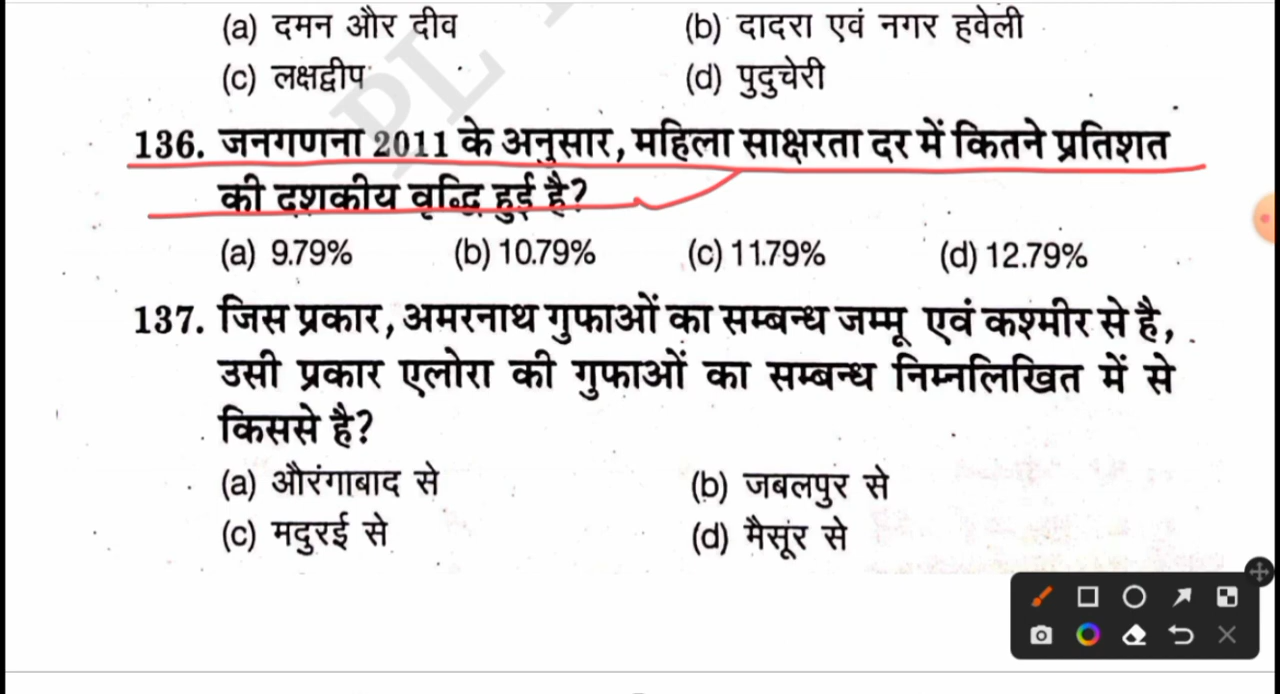 (a) दमन और दीव (b) दादरा एवं नगर हवेली
(c) लक्षद्वीप (d) पुदुचेरी
136. जनगणना 2011 के अनुसार, महिला साक्षरता दर में कितने प्रतिशत
की दशकीय वृद्धि हुई है?
(a) 9.79% (b) 10.79% (c) 11.79% (d) 12.79%
137. जिस प्रकार, अमरनाथ गुफाओं का सम्बन्ध जम्मू एवं कश्मीर से है,
उसी प्रकार एलोरा की गुफाओं का सम्बन्ध निम्नलिखित में से
किससे है?
(a) औरंगाबाद से (b) जबलपुर से
(c) मदुरई से (d) मैसूर से